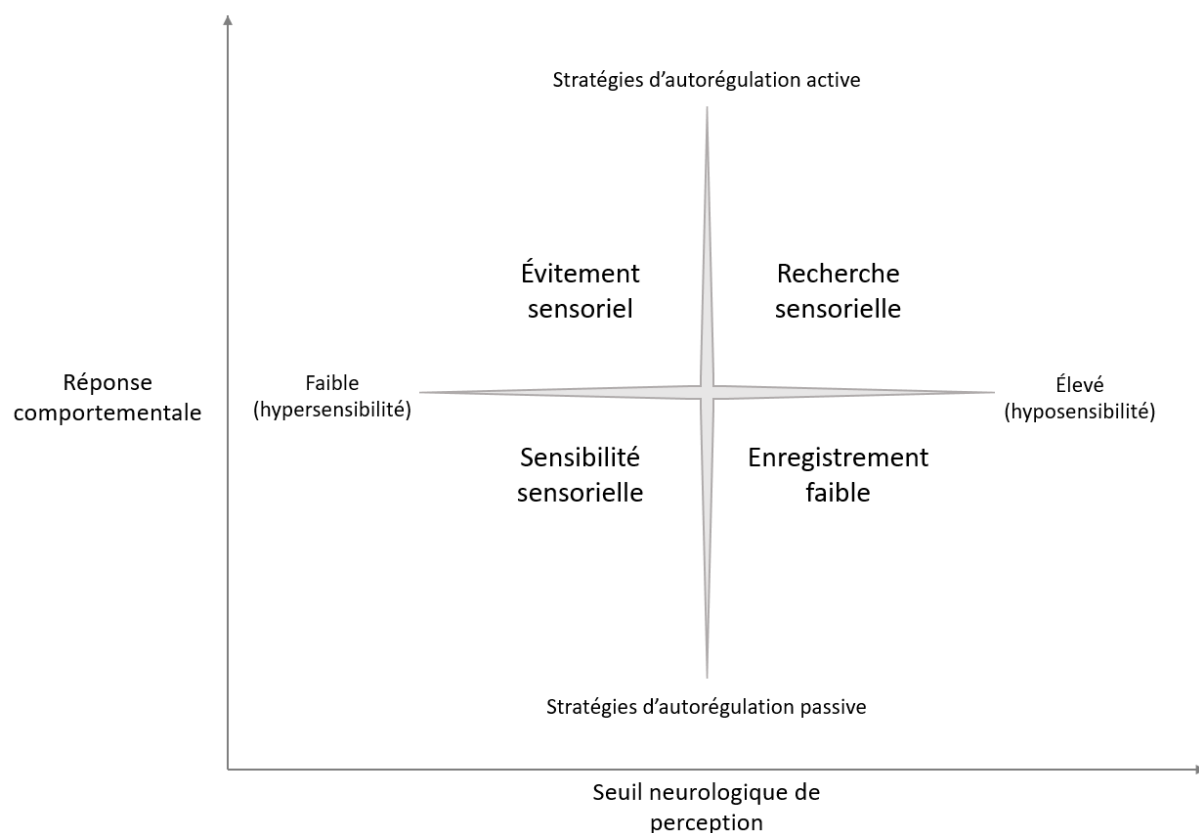 Stratégies d’autorégulation active
Évitement
sensoriel
Recherche
sensorielle
Réponse
comportementale
Faible
(hypersensibilité)
Élevé
(hyposensibilité)
Sensibilité
sensorielle
Enregistrement
faible
Stratégies d’autorégulation passive
Seuil neurologique de
perception